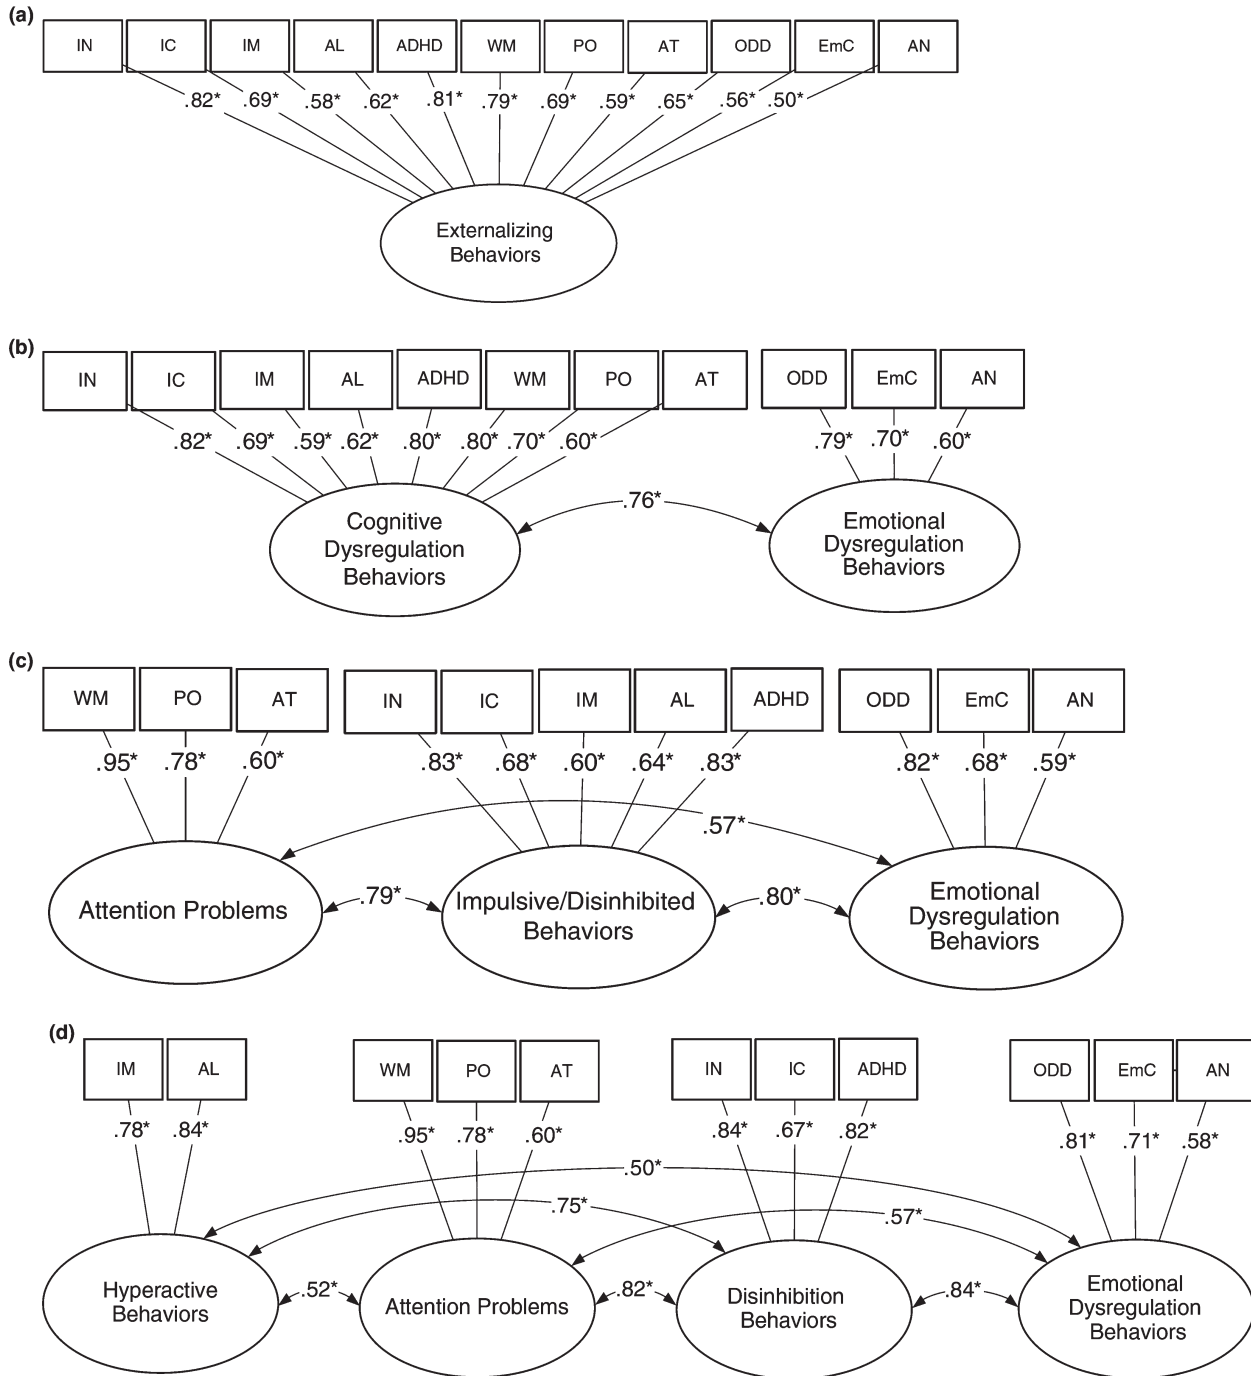 (a)
IN IC IM AL ADHD WM PO AT ODD EmC AN
.82* .69* .58* .62* .81* .79* .69* .59* .65* .56* .50*
Externalizing
Behaviors
(b)
IN IC IM AL ADHD WM PO AT ODD EmC AN
.82* .69* .59* .62* .80* .80* .70* .60* .79* .70* .60*
.76*
Cognitive
Dysregulation
Behaviors
Emotional
Dysregulation
Behaviors
(c)
WM PO AT IN IC IM AL ADHD ODD EmC AN
.95* .78* .60* .83* .68* .60* .64* .83* .82* .68* .59*
.57*
Attention Problems
.79*
Impulsive/Disinhibited
Behaviors
.80*
Emotional
Dysregulation
Behaviors
(d)
IM AL WM PO AT IN IC ADHD ODD EmC AN
.78* .84* .95* .78* .60* .84* .67* .82* .81* .71* .58*
.50*
.75*
.57*
Hyperactive
Behaviors
.52*
Attention Problems
.82*
Disinhibition
Behaviors
.84*
Emotional
Dysregulation
Behaviors